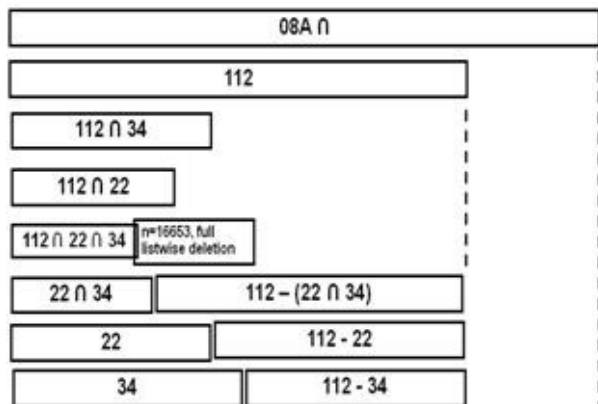 08A ∩
112
112 ∩ 34
112 ∩ 22
112 ∩ 22 ∩ 34
n=16653, full
listwise deletion
22 ∩ 34
112 – (22 ∩ 34)
22
112 - 22
34
112 - 34